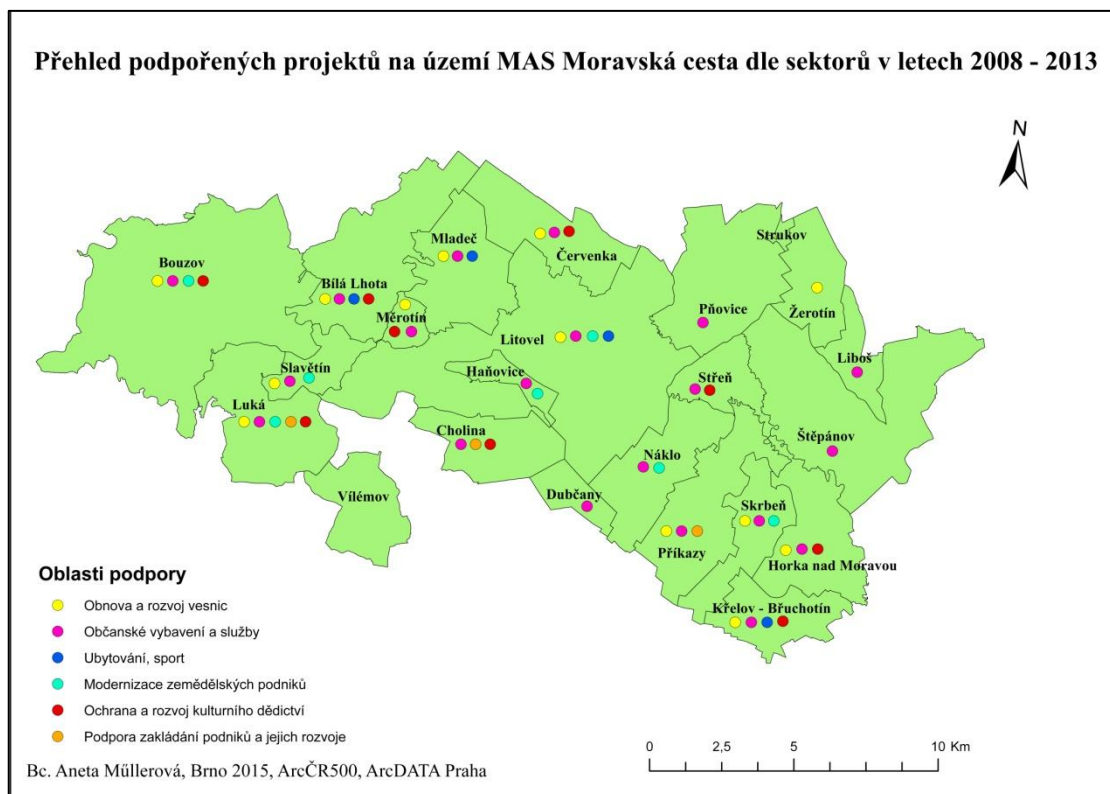 Přehled podpořených projektů na území MAS Moravská cesta dle sektorů v letech 2008 - 2013
N
Bouzov
Mladeč
Červenka
Strukov
Bílá Lhota
Měrotín
Pňovice
Žerotín
Litovel
Liboš
Slavětín
Haňovice
Střeň
Luká
Cholina
Štěpánov
Náklo
Vílémov
Dubčany
Skrbeň
Příkazy
Horka nad Moravou
Křelov - Břuchotín
Oblasti podpory
Obnova a rozvoj vesnic
Občanské vybavení a služby
Ubytování, sport
Modernizace zemědělských podniků
Ochrana a rozvoj kulturního dědictví
Podpora zakládání podniků a jejich rozvoje
0 2,5 5 10 Km
Bc. Aneta Műllerová, Brno 2015, ArcČR500, ArcDATA Praha